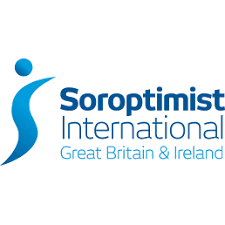 Soroptimist
International
Great Britain & Ireland